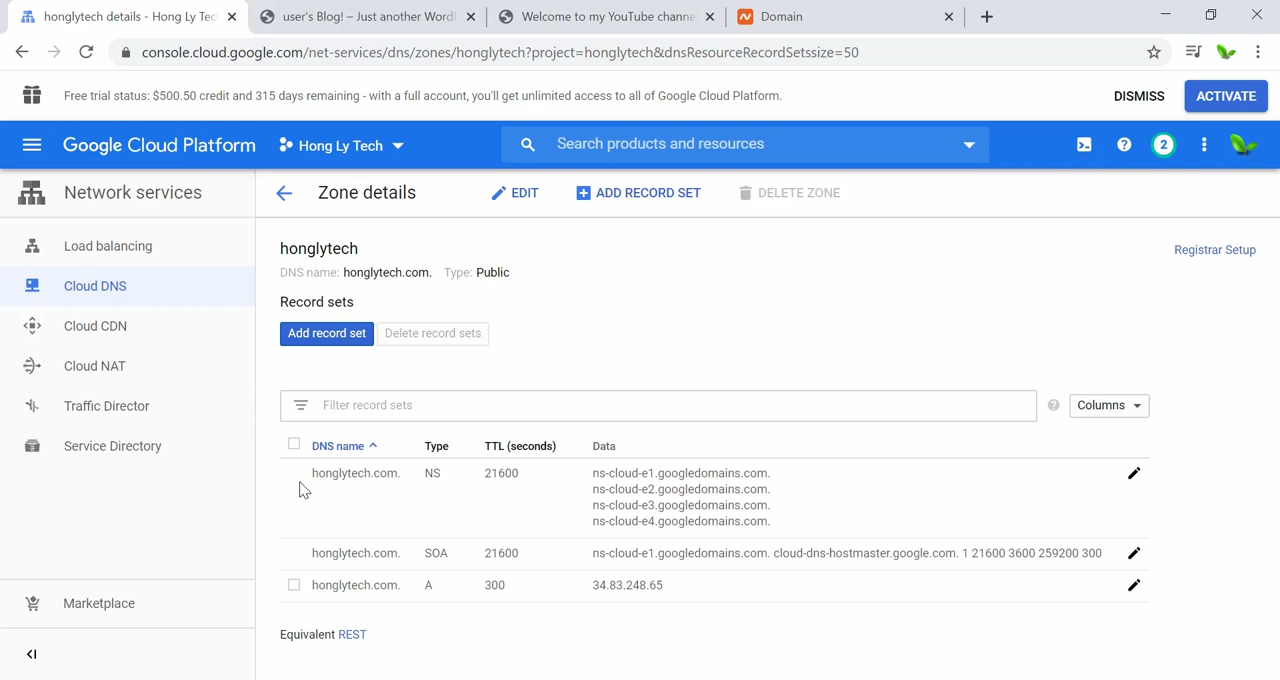 honglytech details - Hong Ly Tec
user's Blog! – Just another Word
Welcome to my YouTube channe
Domain
console.cloud.google.com/net-services/dns/zones/honglytech?project=honglytech&dnsResourceRecordSetssize=50
Free trial status: $500.50 credit and 315 days remaining - with a full account, you'll get unlimited access to all of Google Cloud Platform.
DISMISS
ACTIVATE
Google Cloud Platform
Hong Ly Tech
Search products and resources
2
Network services
Zone details
EDIT
ADD RECORD SET
DELETE ZONE
Load balancing
Cloud DNS
Cloud CDN
Cloud NAT
Traffic Director
Service Directory
Marketplace
honglytech
Registrar Setup
DNS name: honglytech.com. Type: Public
Record sets
Add record set
Delete record sets
Filter record sets
Columns
DNS name Type TTL (seconds) Data
honglytech.com. NS 21600 ns-cloud-e1.googledomains.com.
ns-cloud-e2.googledomains.com.
ns-cloud-e3.googledomains.com.
ns-cloud-e4.googledomains.com.
honglytech.com. SOA 21600 ns-cloud-e1.googledomains.com. cloud-dns-hostmaster.google.com. 1 21600 3600 259200 300
honglytech.com. A 300 34.83.248.65
Equivalent REST